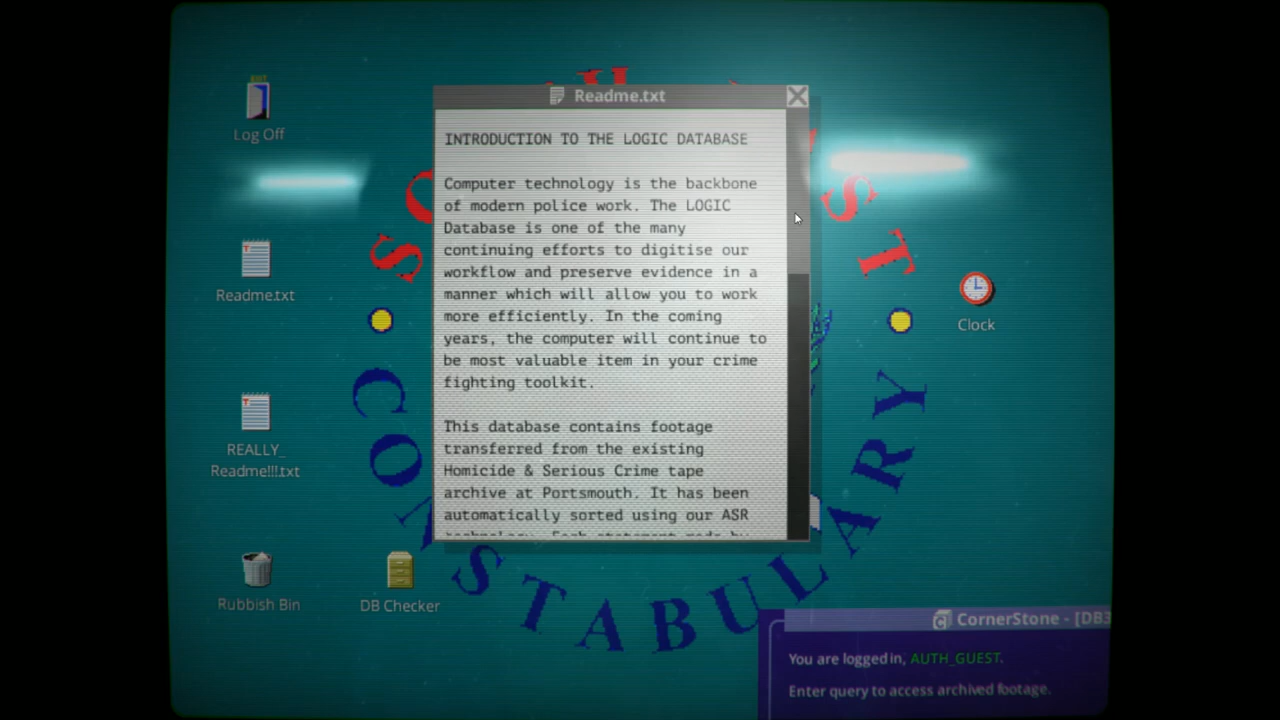 Readme.txt
INTRODUCTION TO THE LOGIC DATABASE
Computer technology is the backbone
of modern police work. The LOGIC
Database is one of the many
continuing efforts to digitise our
workflow and preserve evidence in a
manner which will allow you to work
more efficiently. In the coming
years, the computer will continue to
be most valuable item in your crime
fighting toolkit.
This database contains footage
transferred from the existing
Homicide & Serious Crime tape
archive at Portsmouth. It has been
automatically sorted using our ASR
Log Off
Readme.txt
REALLY_
Readme!!!.txt
Rubbish Bin
DB Checker
Clock
S
ST
CONSTABULARY
CornerStone - [DB3
You are logged in, AUTH_GUEST.
Enter query to access archived footage.